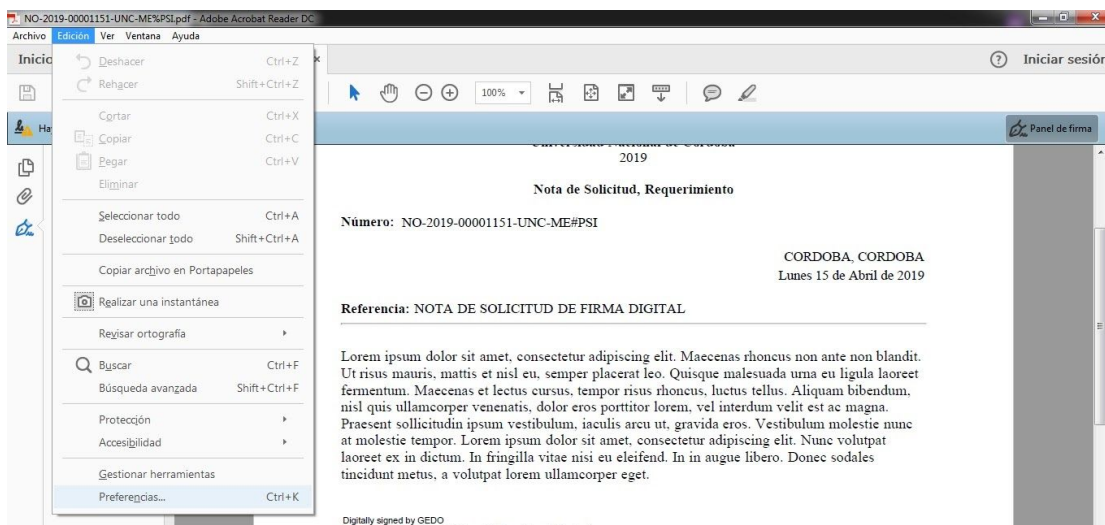 NO-2019-00001151-UNC-ME%PSI.pdf - Adobe Acrobat Reader DC
Archivo Edición Ver Ventana Ayuda
Inicio
Iniciar sesión
100%
Ha
Panel de firma
Deshacer Ctrl+Z
Rehacer Shift+Ctrl+Z
Cortar Ctrl+X
Copiar Ctrl+C
Pegar Ctrl+V
Eliminar
Seleccionar todo Ctrl+A
Deseleccionar todo Shift+Ctrl+A
Copiar archivo en Portapapeles
Realizar una instantánea
Revisar ortografía
Buscar Ctrl+F
Búsqueda avanzada Shift+Ctrl+F
Protección
Accesibilidad
Gestionar herramientas
Preferencias... Ctrl+K
Universidad Nacional de Córdoba
2019
Nota de Solicitud, Requerimiento
Número: NO-2019-00001151-UNC-ME#PSI
CORDOBA, CORDOBA
Lunes 15 de Abril de 2019
Referencia: NOTA DE SOLICITUD DE FIRMA DIGITAL
Lorem ipsum dolor sit amet, consectetur adipiscing elit. Maecenas rhoncus non ante non blandit.
Ut risus mauris, mattis et nisl eu, semper placerat leo. Quisque malesuada urna eu ligula laoreet
fermentum. Maecenas et lectus cursus, tempor risus rhoncus, luctus tellus. Aliquam bibendum,
nisl quis ullamcorper venenatis, dolor eros porttitor lorem, vel interdum velit est ac magna.
Praesent sollicitudin ipsum vestibulum, iaculis arcu ut, gravida eros. Vestibulum molestie nunc
at molestie tempor. Lorem ipsum dolor sit amet, consectetur adipiscing elit. Nunc volutpat
laoreet ex in dictum. In fringilla vitae nisi eu eleifend. In in augue libero. Donec sodales
tincidunt metus, a volutpat lorem ullamcorper eget.
Digitally signed by GEDO